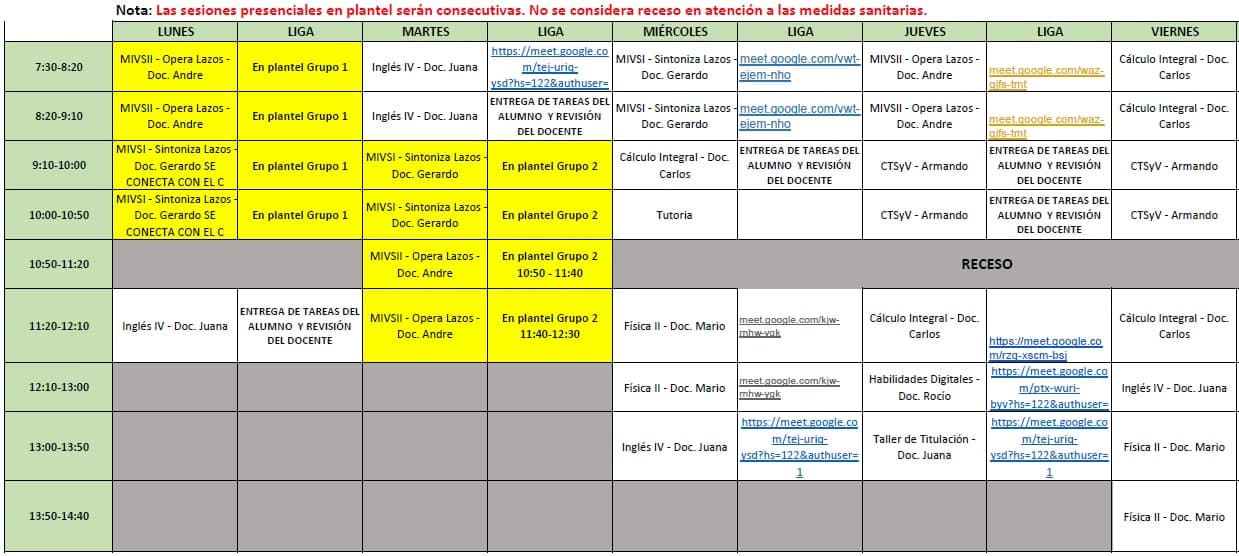 Nota: Las sesiones presenciales en plantel serán consecutivas. No se considera receso en atención a las medidas sanitarias.
LUNES LIGA MARTES LIGA MIÉRCOLES LIGA JUEVES LIGA VIERNES
7:30-8:20
MIVSII - Opera Lazos -
Doc. Andre
En plantel Grupo 1
Inglés IV - Doc. Juana
https://meet.google.co
m/tej-uriq-
ysd?hs=122&authuser=
MIVSI - Sintoniza Lazos -
Doc. Gerardo
meet.google.com/vwt-
ejem-nho
MIVSII - Opera Lazos -
Doc. Andre
meet.google.com/waz-
gifs-tmt
Cálculo Integral - Doc.
Carlos
8:20-9:10
MIVSII - Opera Lazos -
Doc. Andre
En plantel Grupo 1
Inglés IV - Doc. Juana
ENTREGA DE TAREAS DEL
ALUMNO Y REVISIÓN
DEL DOCENTE
MIVSI - Sintoniza Lazos -
Doc. Gerardo
meet.google.com/vwt-
ejem-nho
MIVSII - Opera Lazos -
Doc. Andre
meet.google.com/waz-
gifs-tmt
Cálculo Integral - Doc.
Carlos
9:10-10:00
MIVSI - Sintoniza Lazos -
Doc. Gerardo SE
CONECTA CON EL C
En plantel Grupo 1
MIVSI - Sintoniza Lazos -
Doc. Gerardo
En plantel Grupo 2
Cálculo Integral - Doc.
Carlos
ENTREGA DE TAREAS DEL
ALUMNO Y REVISIÓN
DEL DOCENTE
CTSyV - Armando
ENTREGA DE TAREAS DEL
ALUMNO Y REVISIÓN
DEL DOCENTE
CTSyV - Armando
10:00-10:50
MIVSI - Sintoniza Lazos -
Doc. Gerardo SE
CONECTA CON EL C
En plantel Grupo 1
MIVSI - Sintoniza Lazos -
Doc. Gerardo
En plantel Grupo 2
Tutoria
CTSyV - Armando
ENTREGA DE TAREAS DEL
ALUMNO Y REVISIÓN
DEL DOCENTE
CTSyV - Armando
10:50-11:20
MIVSII - Opera Lazos -
Doc. Andre
En plantel Grupo 2
10:50 - 11:40
RECESO
11:20-12:10
Inglés IV - Doc. Juana
ENTREGA DE TAREAS DEL
ALUMNO Y REVISIÓN
DEL DOCENTE
MIVSII - Opera Lazos -
Doc. Andre
En plantel Grupo 2
11:40-12:30
Física II - Doc. Mario
meet.google.com/kjw-
rnhw-yqk
Cálculo Integral - Doc.
Carlos
https://meet.google.co
m/rzq-xscm-bsj
Cálculo Integral - Doc.
Carlos
12:10-13:00
Física II - Doc. Mario
meet.google.com/kjw-
rnhw-yqk
Habilidades Digitales -
Doc. Rocío
https://meet.google.co
m/ptx-wuri-
byv?hs=122&authuser=
Inglés IV - Doc. Juana
13:00-13:50
Inglés IV - Doc. Juana
https://meet.google.co
m/tej-uriq-
ysd?hs=122&authuser=
1
Taller de Titulación -
Doc. Juana
https://meet.google.co
m/tej-uriq-
ysd?hs=122&authuser=
1
Física II - Doc. Mario
13:50-14:40
Física II - Doc. Mario